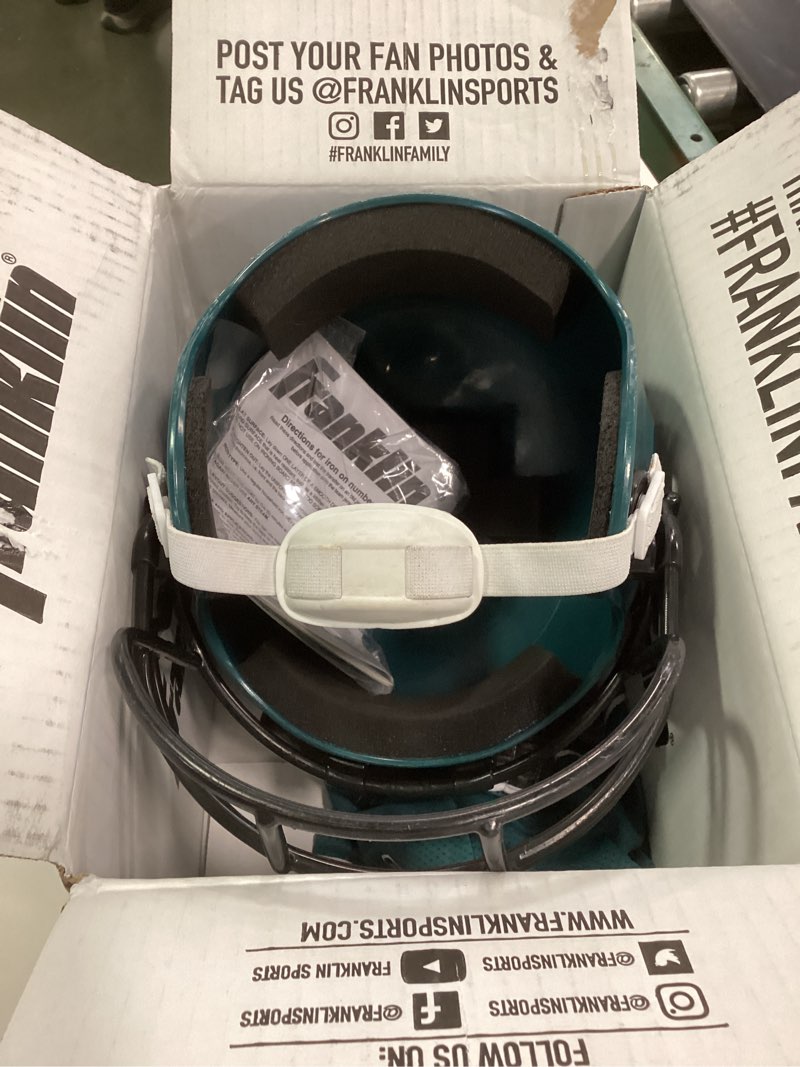 POST YOUR FAN PHOTOS &
TAG US @FRANKLINSPORTS
#FRANKLINFAMILY
franklin®
#FRANKLIN
franklin
Directions for iron on
FOLLOW US ON:
@FRANKLINSPORTS
@FRANKLINSPORTS
@FRANKLINSPORTS
FRANKLIN SPORTS
WWW.FRANKLINSPORTS.COM